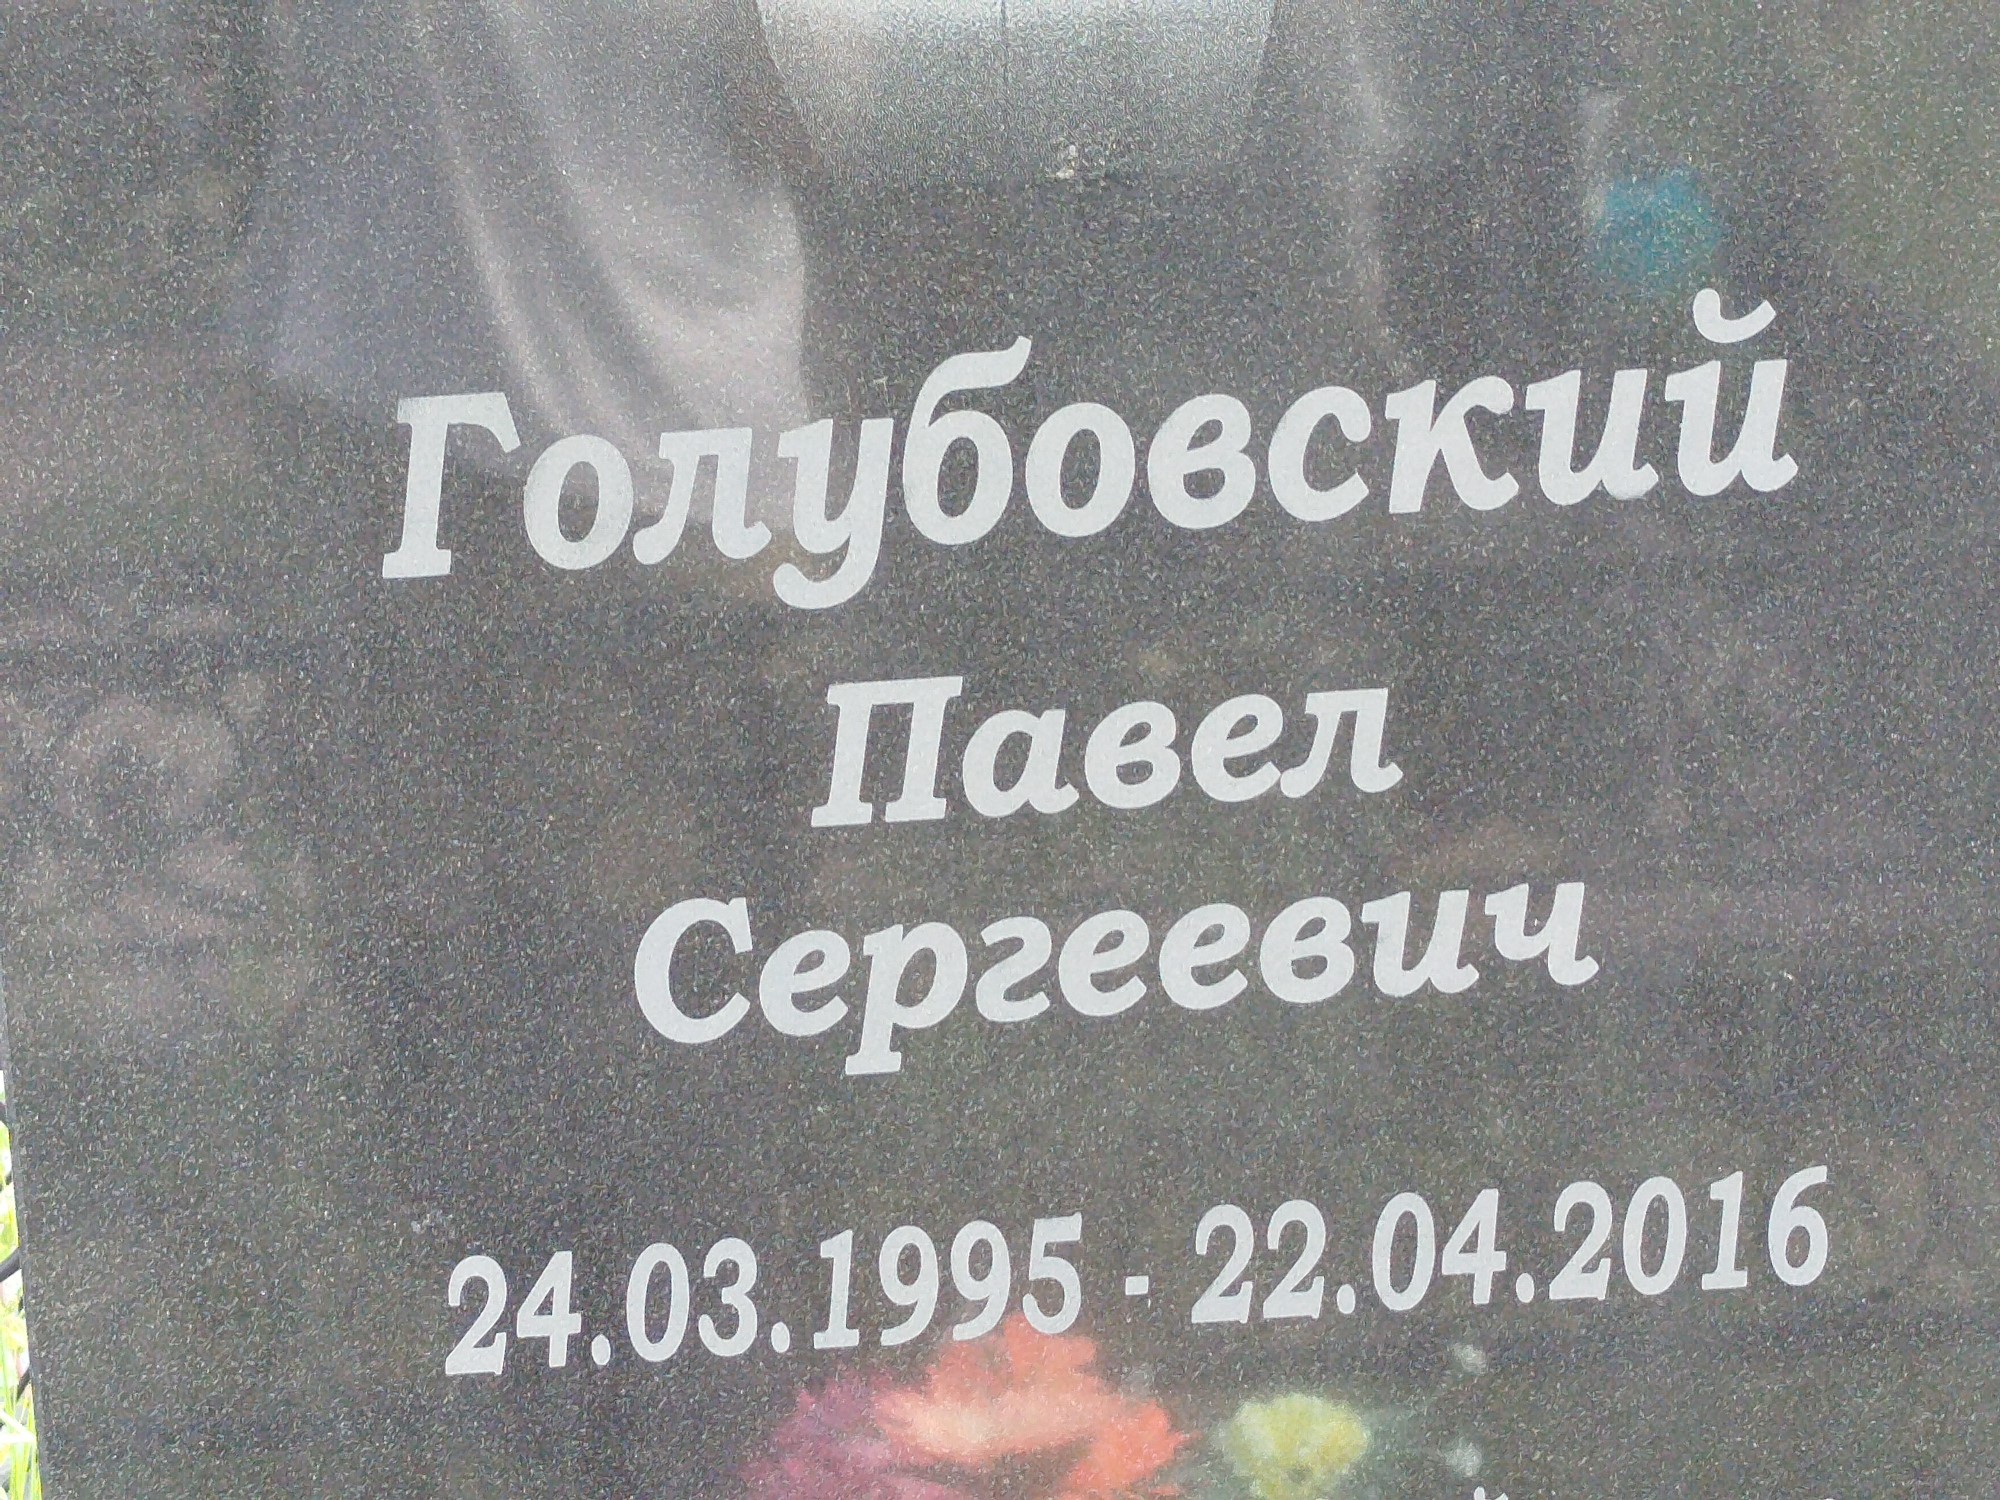 Голубовский
Павел
Сергеевич
24.03.1995 - 22.04.2016